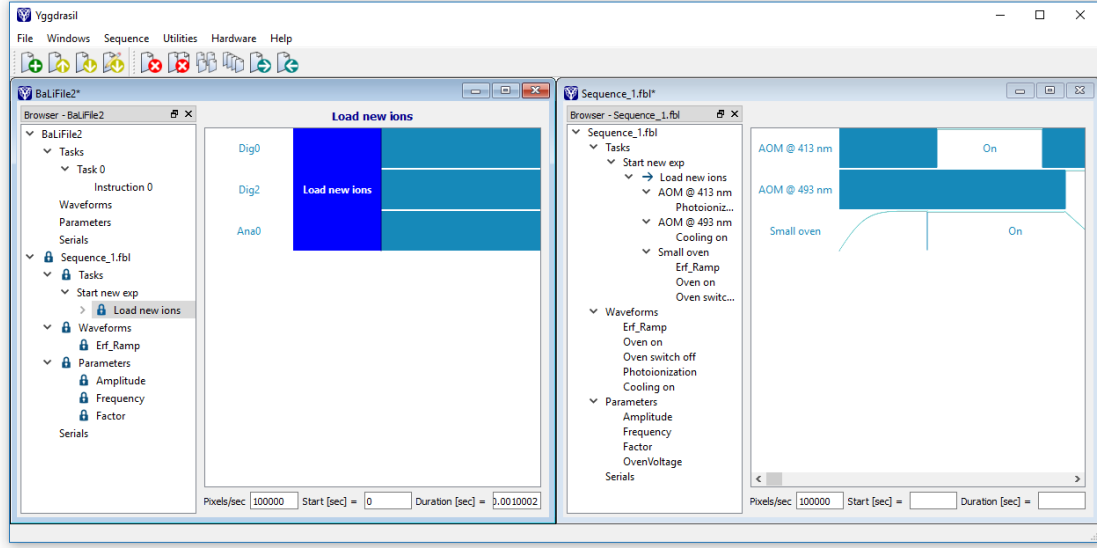 Yggdrasil
File Windows Sequence Utilities Hardware Help
BaLiFile2*
Browser - BaLiFile2
BaLiFile2
Tasks
Task 0
Instruction 0
Waveforms
Parameters
Serials
Sequence_1.fbl
Tasks
Start new exp
Load new ions
Waveforms
Erf_Ramp
Parameters
Amplitude
Frequency
Factor
Serials
Load new ions
Dig0
Dig2
Load new ions
Ana0
Pixels/sec 100000 Start [sec] = 0 Duration [sec] = 0.0010002
Sequence_1.fbl*
Browser - Sequence_1.fbl
Sequence_1.fbl
Tasks
Start new exp
Load new ions
AOM @ 413 nm
Photoioniz...
AOM @ 493 nm
Cooling on
Small oven
Erf_Ramp
Oven on
Oven switc...
Waveforms
Erf_Ramp
Oven on
Oven switch off
Photoionization
Cooling on
Parameters
Amplitude
Frequency
Factor
OvenVoltage
Serials
AOM @ 413 nm On
AOM @ 493 nm
Small oven On
Pixels/sec 100000 Start [sec] = Duration [sec] =